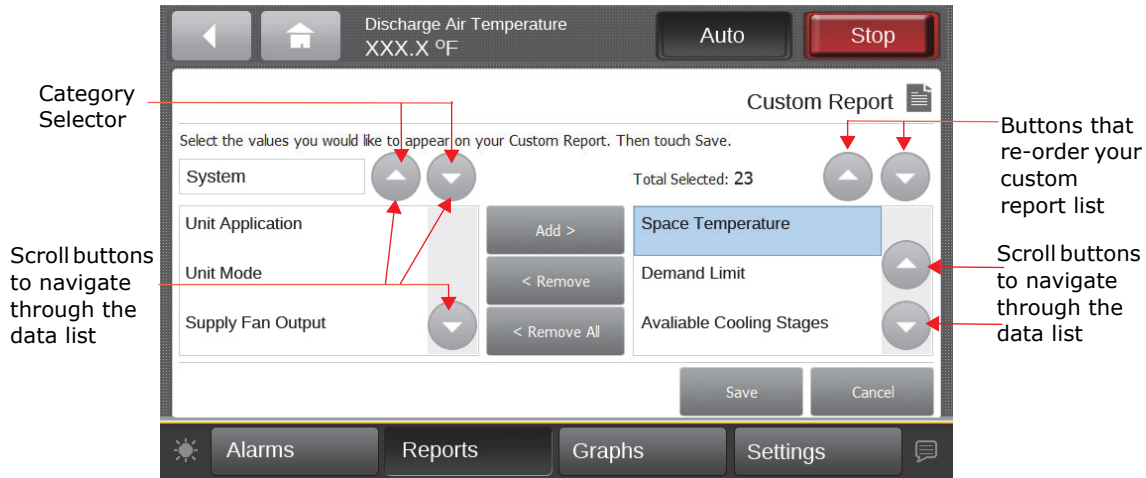 Discharge Air Temperature
XXX.X °F
Auto
Stop
Category
Selector
Custom Report
Select the values you would like to appear on your Custom Report. Then touch Save.
Buttons that
re-order your
custom
report list
System
Total Selected: 23
Unit Application
Unit Mode
Supply Fan Output
Add >
< Remove
< Remove All
Space Temperature
Demand Limit
Avaliable Cooling Stages
Scroll buttons
to navigate
through the
data list
Scroll buttons
to navigate
through the
data list
Save
Cancel
Alarms
Reports
Graphs
Settings